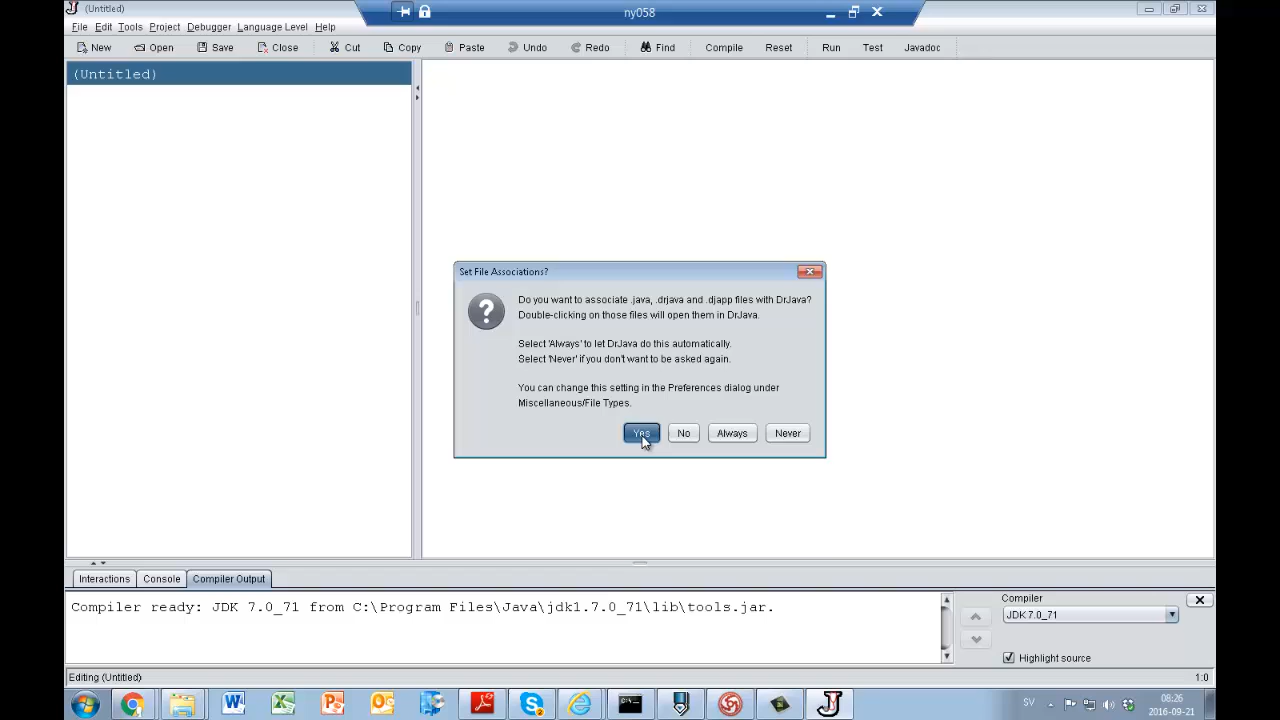 (Untitled)
ny058
File Edit Tools Project Debugger Language Level Help
New Open Save Close Cut Copy Paste Undo Redo Find Compile Reset Run Test Javadoc
(Untitled)
Set File Associations?
Do you want to associate .java, .drjava and .djapp files with DrJava?
Double-clicking on those files will open them in DrJava.
Select 'Always' to let DrJava do this automatically.
Select 'Never' if you don't want to be asked again.
You can change this setting in the Preferences dialog under
Miscellaneous/File Types.
Yes No Always Never
Interactions Console Compiler Output
Compiler ready: JDK 7.0_71 from C:\Program Files\Java\jdk1.7.0_71\lib\tools.jar.
Compiler
JDK 7.0_71
Highlight source
Editing (Untitled) 1:0
SV 08:26
2016-09-21